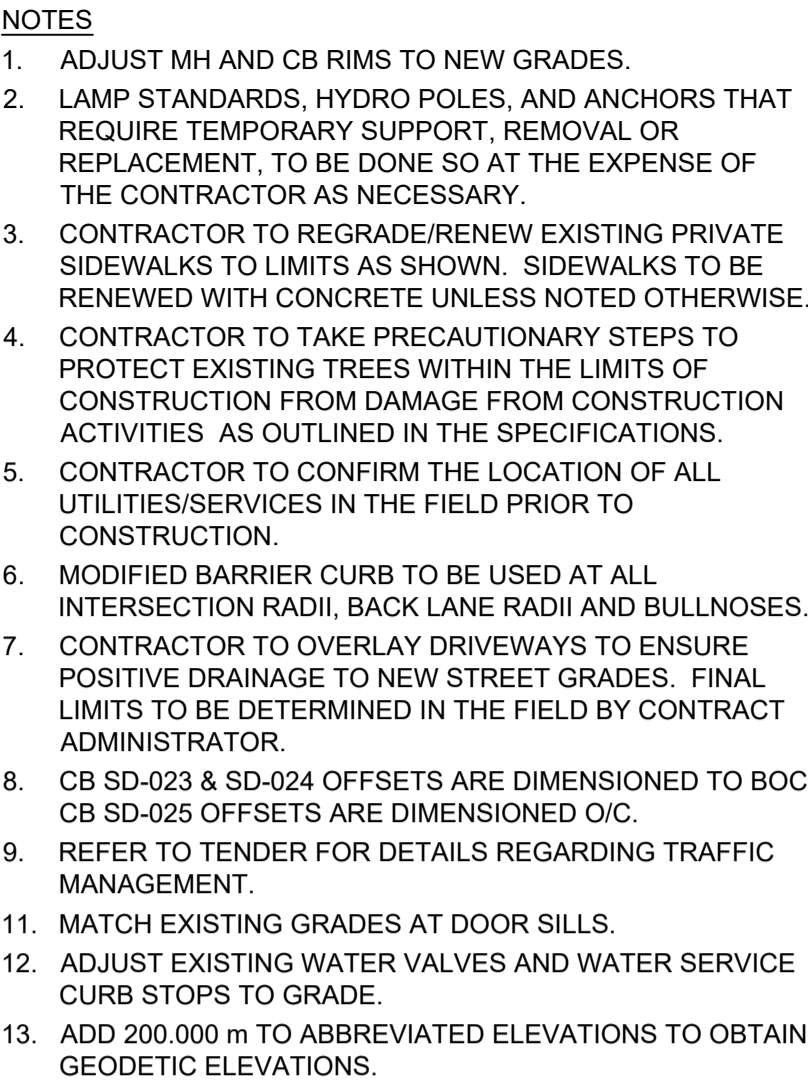 NOTES
1. ADJUST MH AND CB RIMS TO NEW GRADES.
2. LAMP STANDARDS, HYDRO POLES, AND ANCHORS THAT
REQUIRE TEMPORARY SUPPORT, REMOVAL OR
REPLACEMENT, TO BE DONE SO AT THE EXPENSE OF
THE CONTRACTOR AS NECESSARY.
3. CONTRACTOR TO REGRADE/RENEW EXISTING PRIVATE
SIDEWALKS TO LIMITS AS SHOWN. SIDEWALKS TO BE
RENEWED WITH CONCRETE UNLESS NOTED OTHERWISE.
4. CONTRACTOR TO TAKE PRECAUTIONARY STEPS TO
PROTECT EXISTING TREES WITHIN THE LIMITS OF
CONSTRUCTION FROM DAMAGE FROM CONSTRUCTION
ACTIVITIES AS OUTLINED IN THE SPECIFICATIONS.
5. CONTRACTOR TO CONFIRM THE LOCATION OF ALL
UTILITIES/SERVICES IN THE FIELD PRIOR TO
CONSTRUCTION.
6. MODIFIED BARRIER CURB TO BE USED AT ALL
INTERSECTION RADII, BACK LANE RADII AND BULLNOSES.
7. CONTRACTOR TO OVERLAY DRIVEWAYS TO ENSURE
POSITIVE DRAINAGE TO NEW STREET GRADES. FINAL
LIMITS TO BE DETERMINED IN THE FIELD BY CONTRACT
ADMINISTRATOR.
8. CB SD-023 & SD-024 OFFSETS ARE DIMENSIONED TO BOC
CB SD-025 OFFSETS ARE DIMENSIONED O/C.
9. REFER TO TENDER FOR DETAILS REGARDING TRAFFIC
MANAGEMENT.
11. MATCH EXISTING GRADES AT DOOR SILLS.
12. ADJUST EXISTING WATER VALVES AND WATER SERVICE
CURB STOPS TO GRADE.
13. ADD 200.000 m TO ABBREVIATED ELEVATIONS TO OBTAIN
GEODETIC ELEVATIONS.